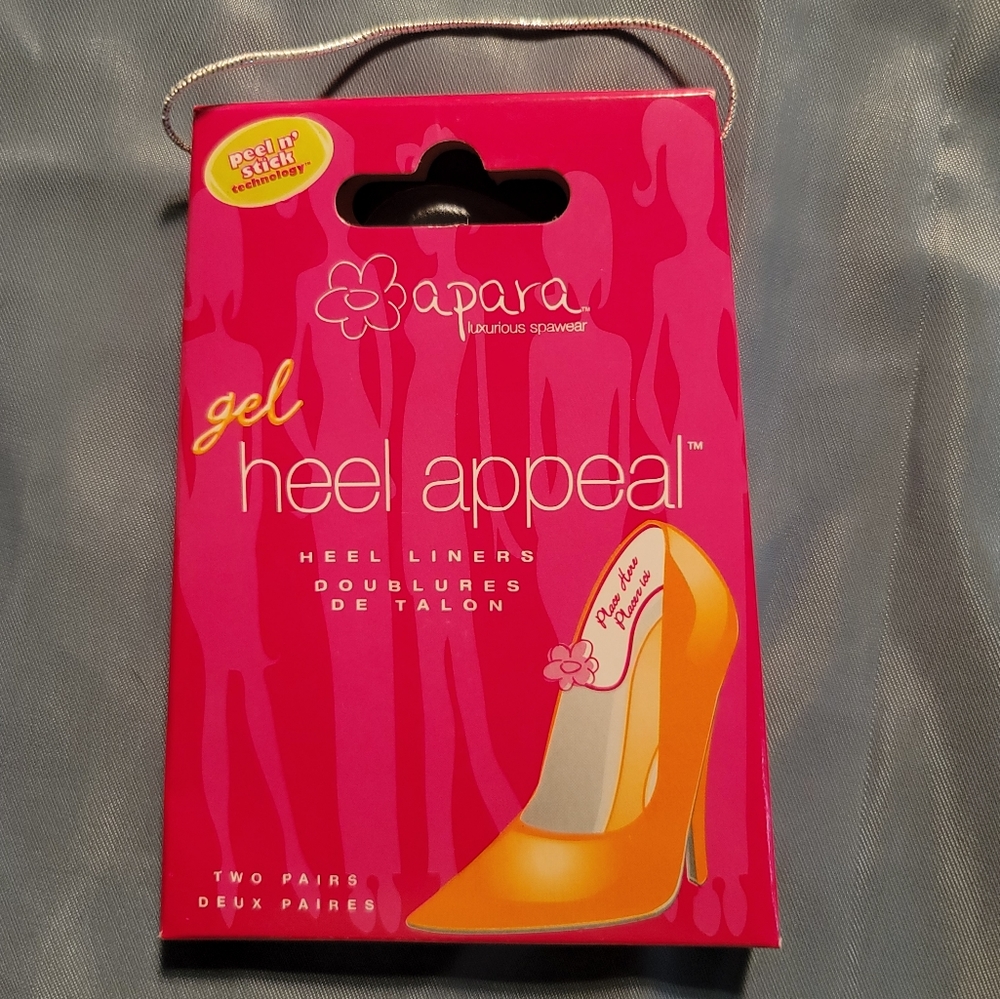 peel n'
stick
technology™
apara™
luxurious spawear
gel
heel appeal™
HEEL LINERS
DOUBLURES
DE TALON
Place Here
Placer ici
TWO PAIRS
DEUX PAIRES